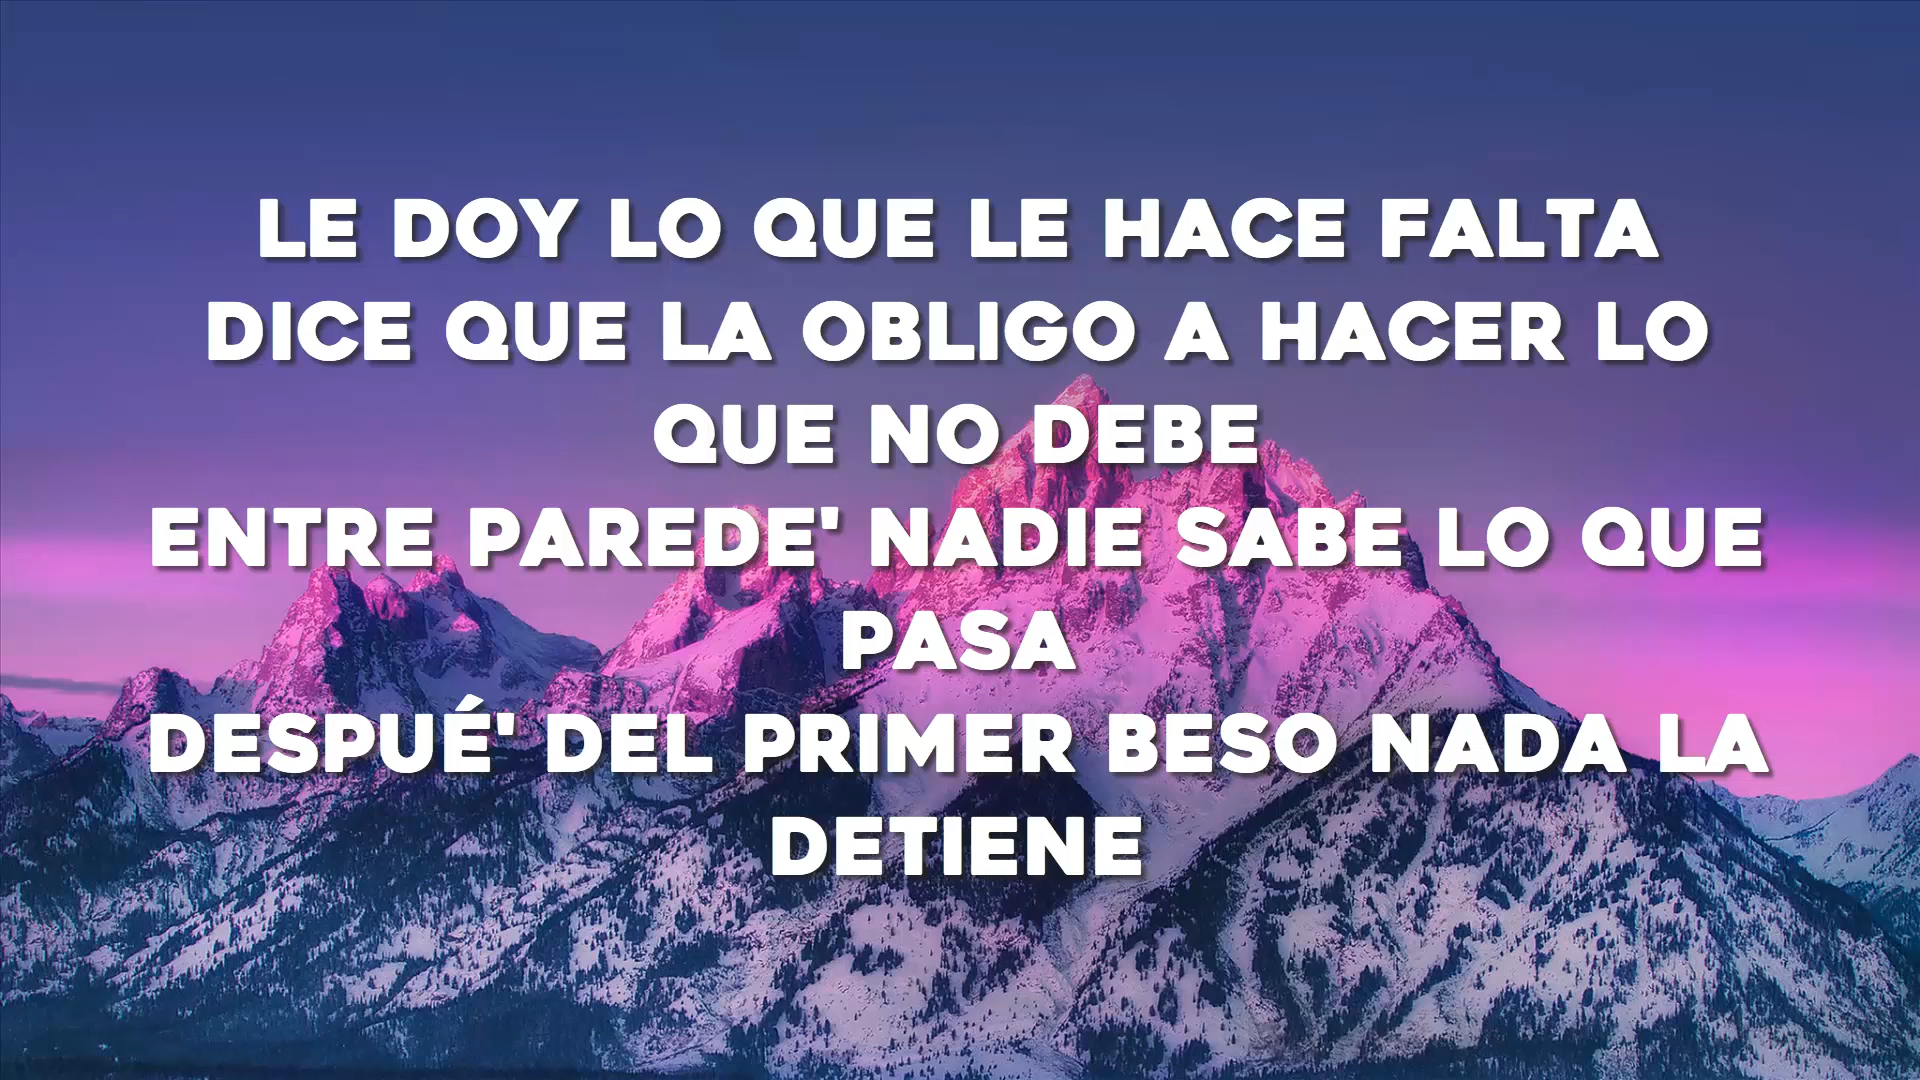 LE DOY LO QUE LE HACE FALTA
DICE QUE LA OBLIGO A HACER LO
QUE NO DEBE
ENTRE PAREDE' NADIE SABE LO QUE
PASA
DESPUÉ' DEL PRIMER BESO NADA LA
DETIENE